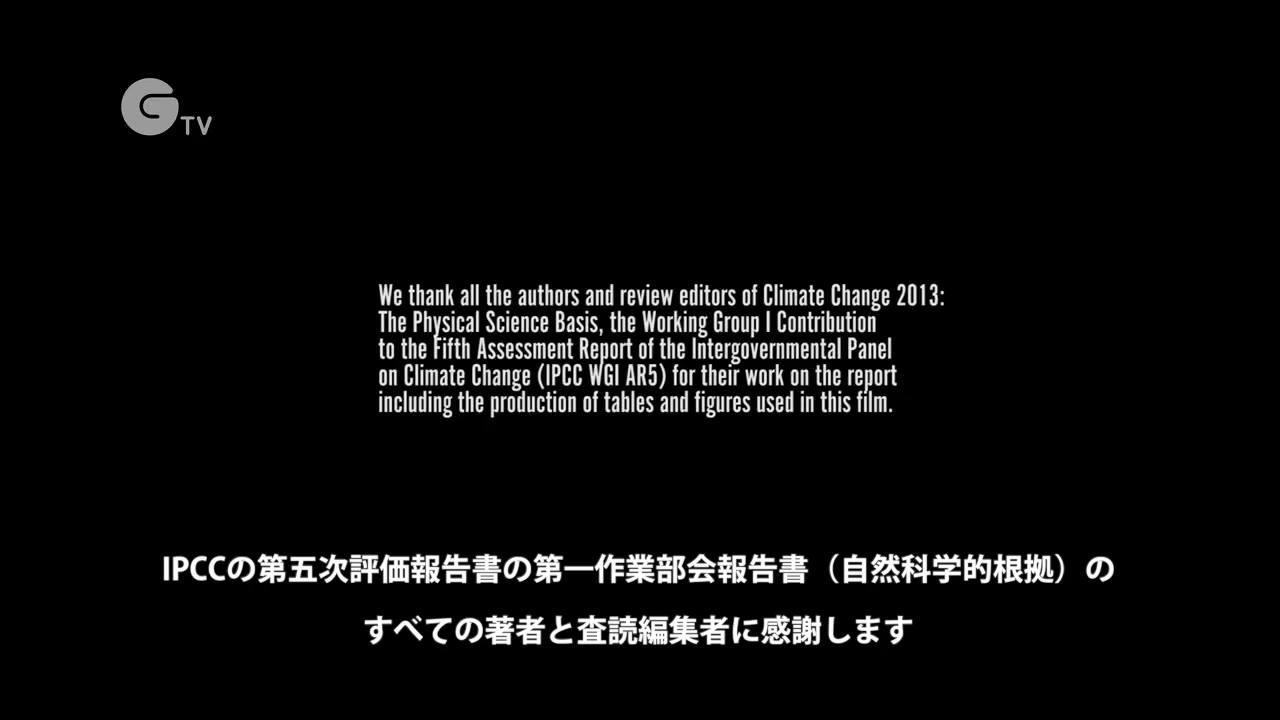 G TV
We thank all the authors and review editors of Climate Change 2013:
The Physical Science Basis, the Working Group I Contribution
to the Fifth Assessment Report of the Intergovernmental Panel
on Climate Change (IPCC WGI AR5) for their work on the report
including the production of tables and figures used in this film.
IPCCの第五次評価報告書の第一作業部会報告書（自然科学的根拠）の
すべての著者と査読編集者に感謝します